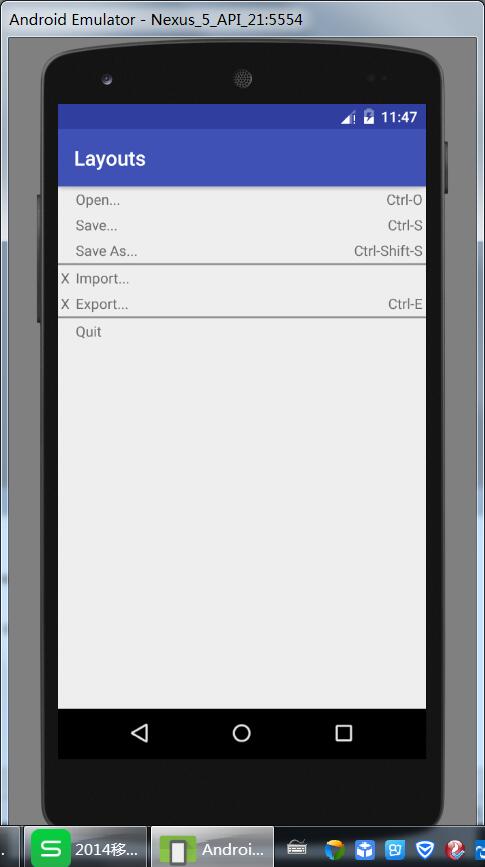 Android Emulator - Nexus_5_API_21:5554
11:47
Layouts
Open... Ctrl-O
Save... Ctrl-S
Save As... Ctrl-Shift-S
X Import...
X Export... Ctrl-E
Quit
. S 2014移... Androi...